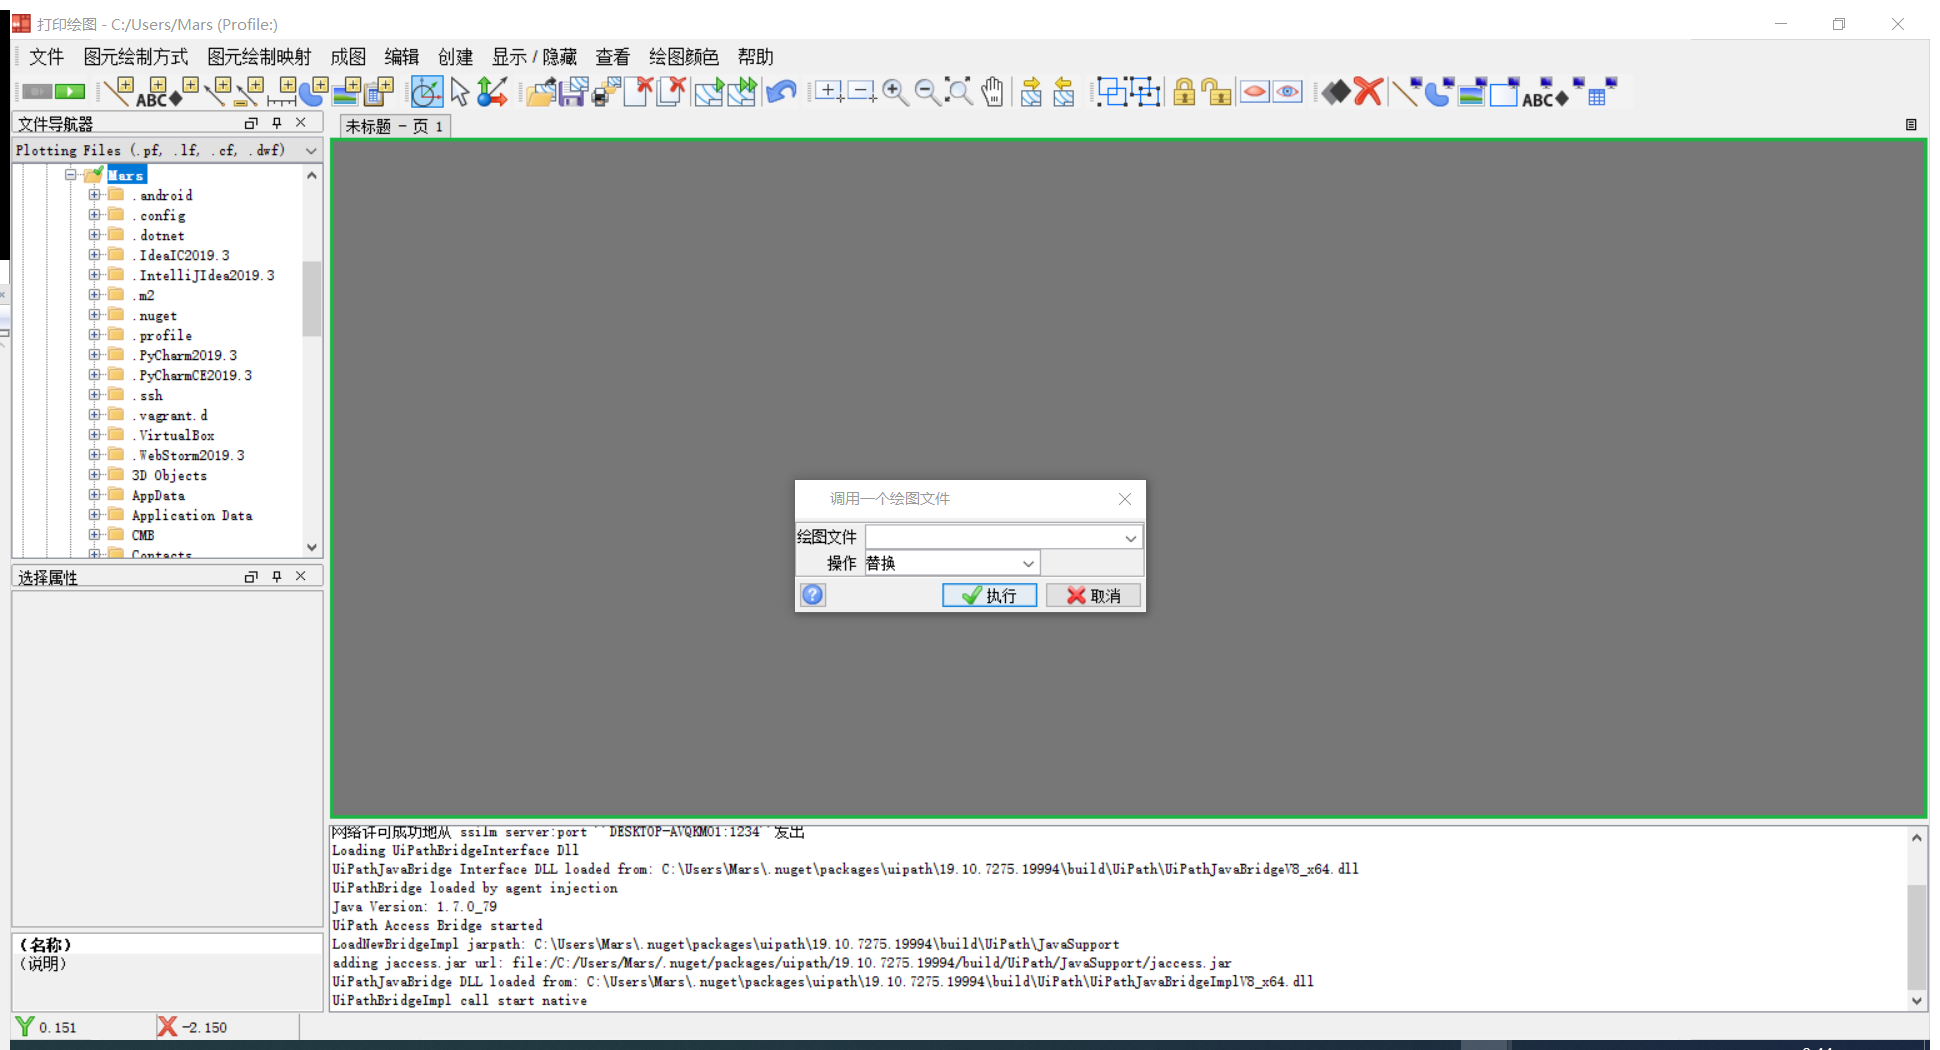 打印绘图 - C:/Users/Mars (Profile:)
文件 图元绘制方式 图元绘制映射 成图 编辑 创建 显示 / 隐藏 查看 绘图颜色 帮助
ABC
ABC
文件导航器
未标题 - 页 1
Plotting Files (.pf, .lf, .cf, .dwf)
Mars
.android
.config
.dotnet
.IdeaIC2019.3
.IntelliJIdea2019.3
.m2
.nuget
.profile
.PyCharm2019.3
.PyCharmCE2019.3
.ssh
.vagrant.d
.VirtualBox
.WebStorm2019.3
3D Objects
AppData
Application Data
CMB
Contacts
选择属性
(名称)
(说明)
Y 0.151
X -2.150
调用一个绘图文件
绘图文件
操作 替换
执行 取消
网络许可成功地从 ssilm server:port ``DESKTOP-AVQKMO1:1234``发出
Loading UiPathBridgeInterface Dll
UiPathJavaBridge Interface DLL loaded from: C:\Users\Mars\.nuget\packages\uipath\19.10.7275.19994\build\UiPath\UiPathJavaBridgeV8_x64.dll
UiPathBridge loaded by agent injection
Java Version: 1.7.0_79
UiPath Access Bridge started
LoadNewBridgeImpl jarpath: C:\Users\Mars\.nuget\packages\uipath\19.10.7275.19994\build\UiPath\JavaSupport
adding jaccess.jar url: file:/C:/Users/Mars/.nuget/packages/uipath/19.10.7275.19994/build/UiPath/JavaSupport/jaccess.jar
UiPathJavaBridge DLL loaded from: C:\Users\Mars\.nuget\packages\uipath\19.10.7275.19994\build\UiPath\UiPathJavaBridgeImplV8_x64.dll
UiPathBridgeImpl call start native